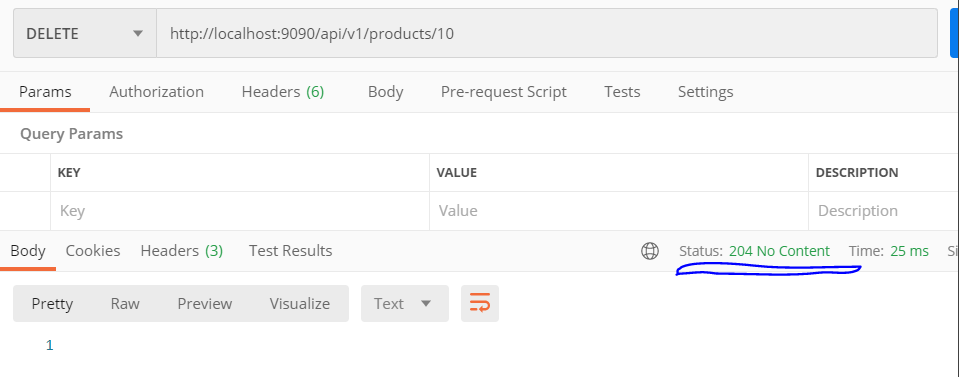 DELETE http://localhost:9090/api/v1/products/10
Params Authorization Headers (6) Body Pre-request Script Tests Settings
Query Params
KEY VALUE DESCRIPTION
Key Value Description
Body Cookies Headers (3) Test Results Status: 204 No Content Time: 25 ms
Pretty Raw Preview Visualize Text
1